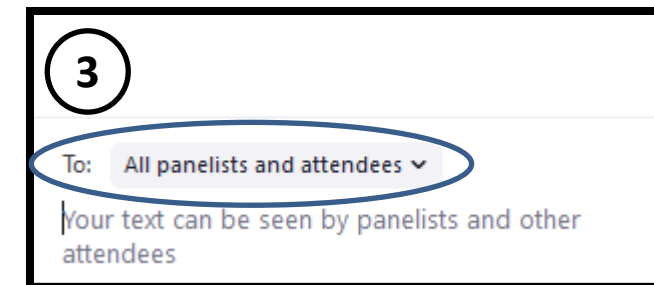 3
To: All panelists and attendees
Your text can be seen by panelists and other
attendees